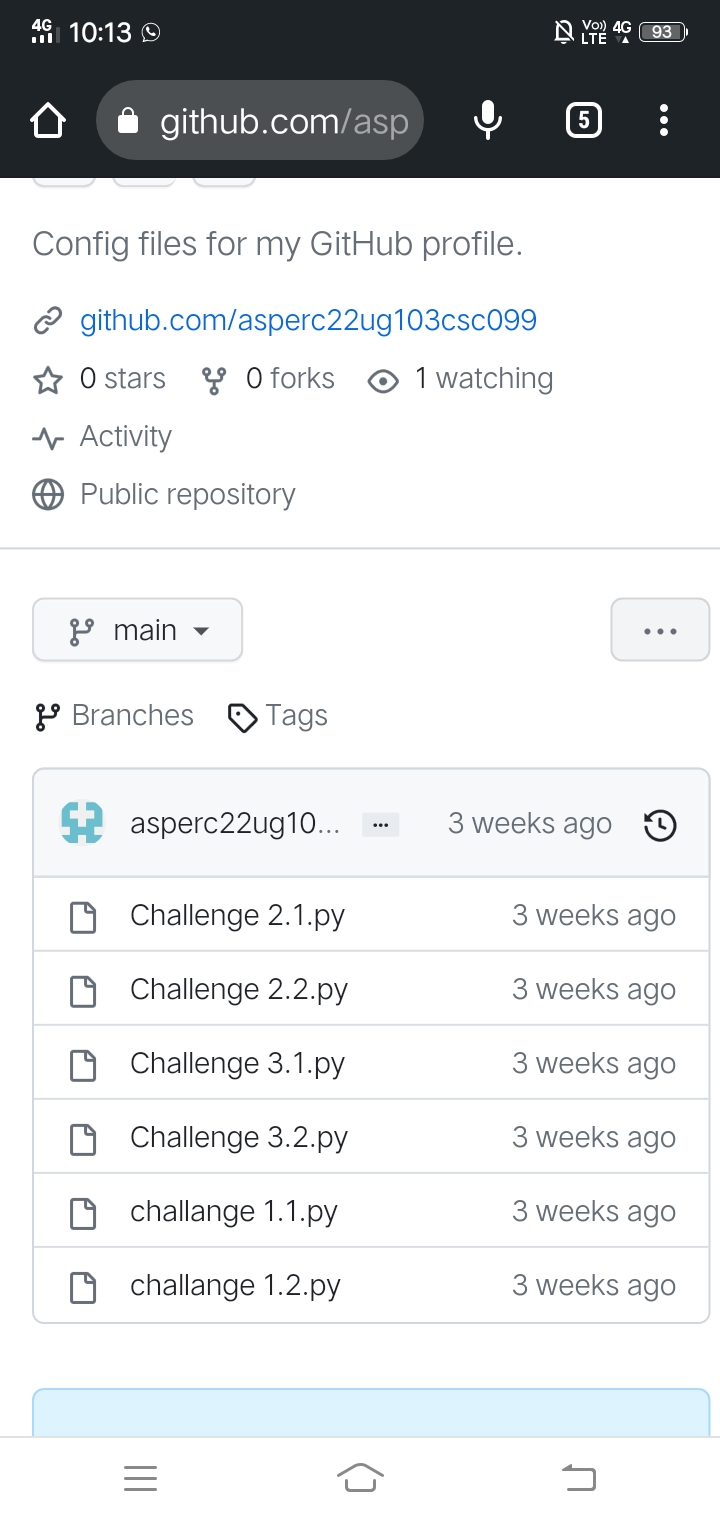 4G 10:13 Vo)) LTE 4G 93
github.com/asp 5
Config files for my GitHub profile.
github.com/asperc22ug103csc099
0 stars 0 forks 1 watching
Activity
Public repository
main ...
Branches Tags
asperc22ug10... ... 3 weeks ago
Challenge 2.1.py 3 weeks ago
Challenge 2.2.py 3 weeks ago
Challenge 3.1.py 3 weeks ago
Challenge 3.2.py 3 weeks ago
challange 1.1.py 3 weeks ago
challange 1.2.py 3 weeks ago